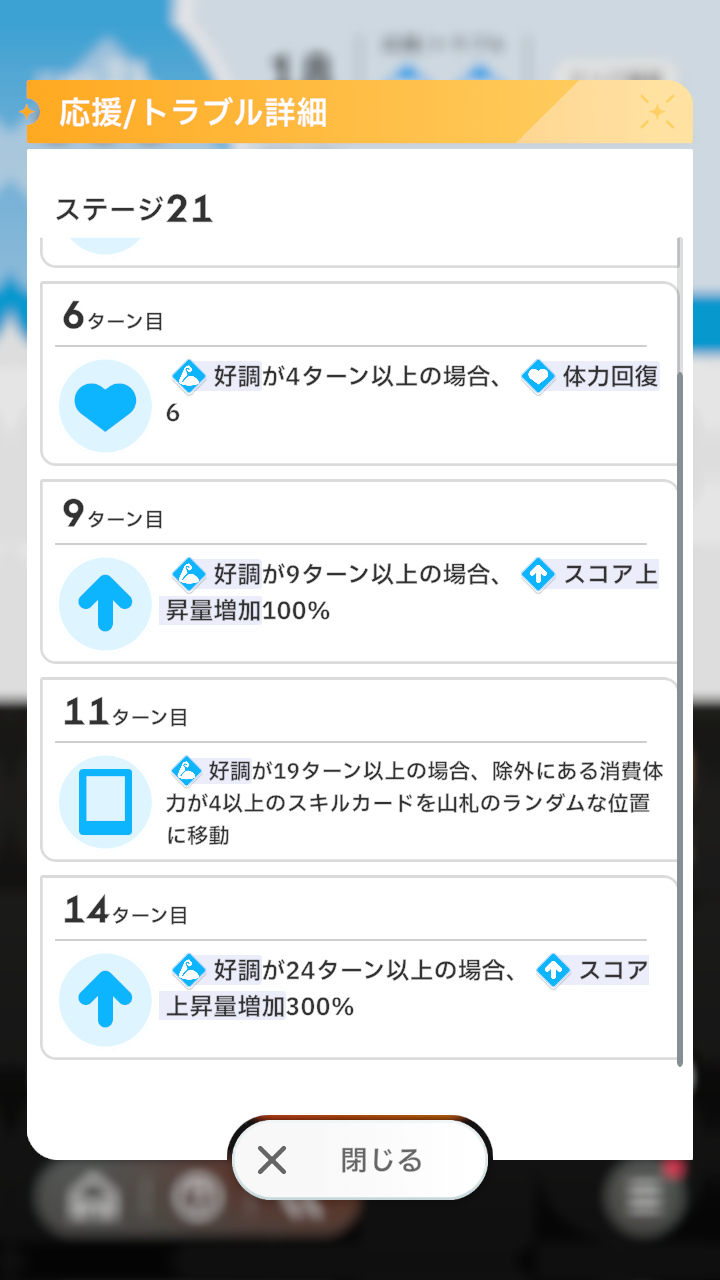 応援/トラブル詳細
ステージ21
6ターン目
好調が4ターン以上の場合、 体力回復
6
9ターン目
好調が9ターン以上の場合、 スコア上
昇量増加100%
11ターン目
好調が19ターン以上の場合、除外にある消費体
力が4以上のスキルカードを山札のランダムな位置
に移動
14ターン目
好調が24ターン以上の場合、 スコア
上昇量増加300%
閉じる